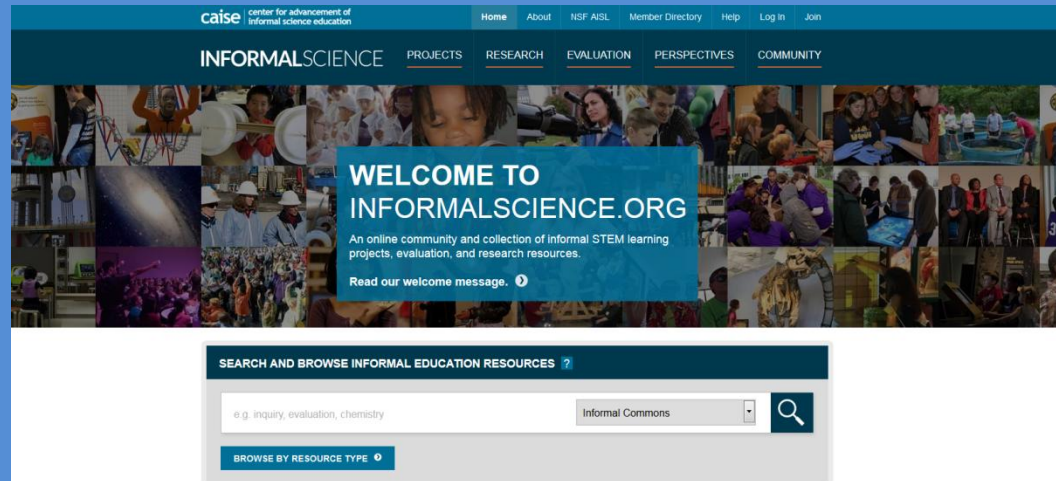 caise center for advancement of
informal science education
Home About NSF AISL Member Directory Help Log In Join
INFORMALSCIENCE PROJECTS RESEARCH EVALUATION PERSPECTIVES COMMUNITY
WELCOME TO
INFORMALSCIENCE.ORG
An online community and collection of informal STEM learning
projects, evaluation, and research resources.
Read our welcome message.
SEARCH AND BROWSE INFORMAL EDUCATION RESOURCES ?
e.g. inquiry, evaluation, chemistry Informal Commons
BROWSE BY RESOURCE TYPE